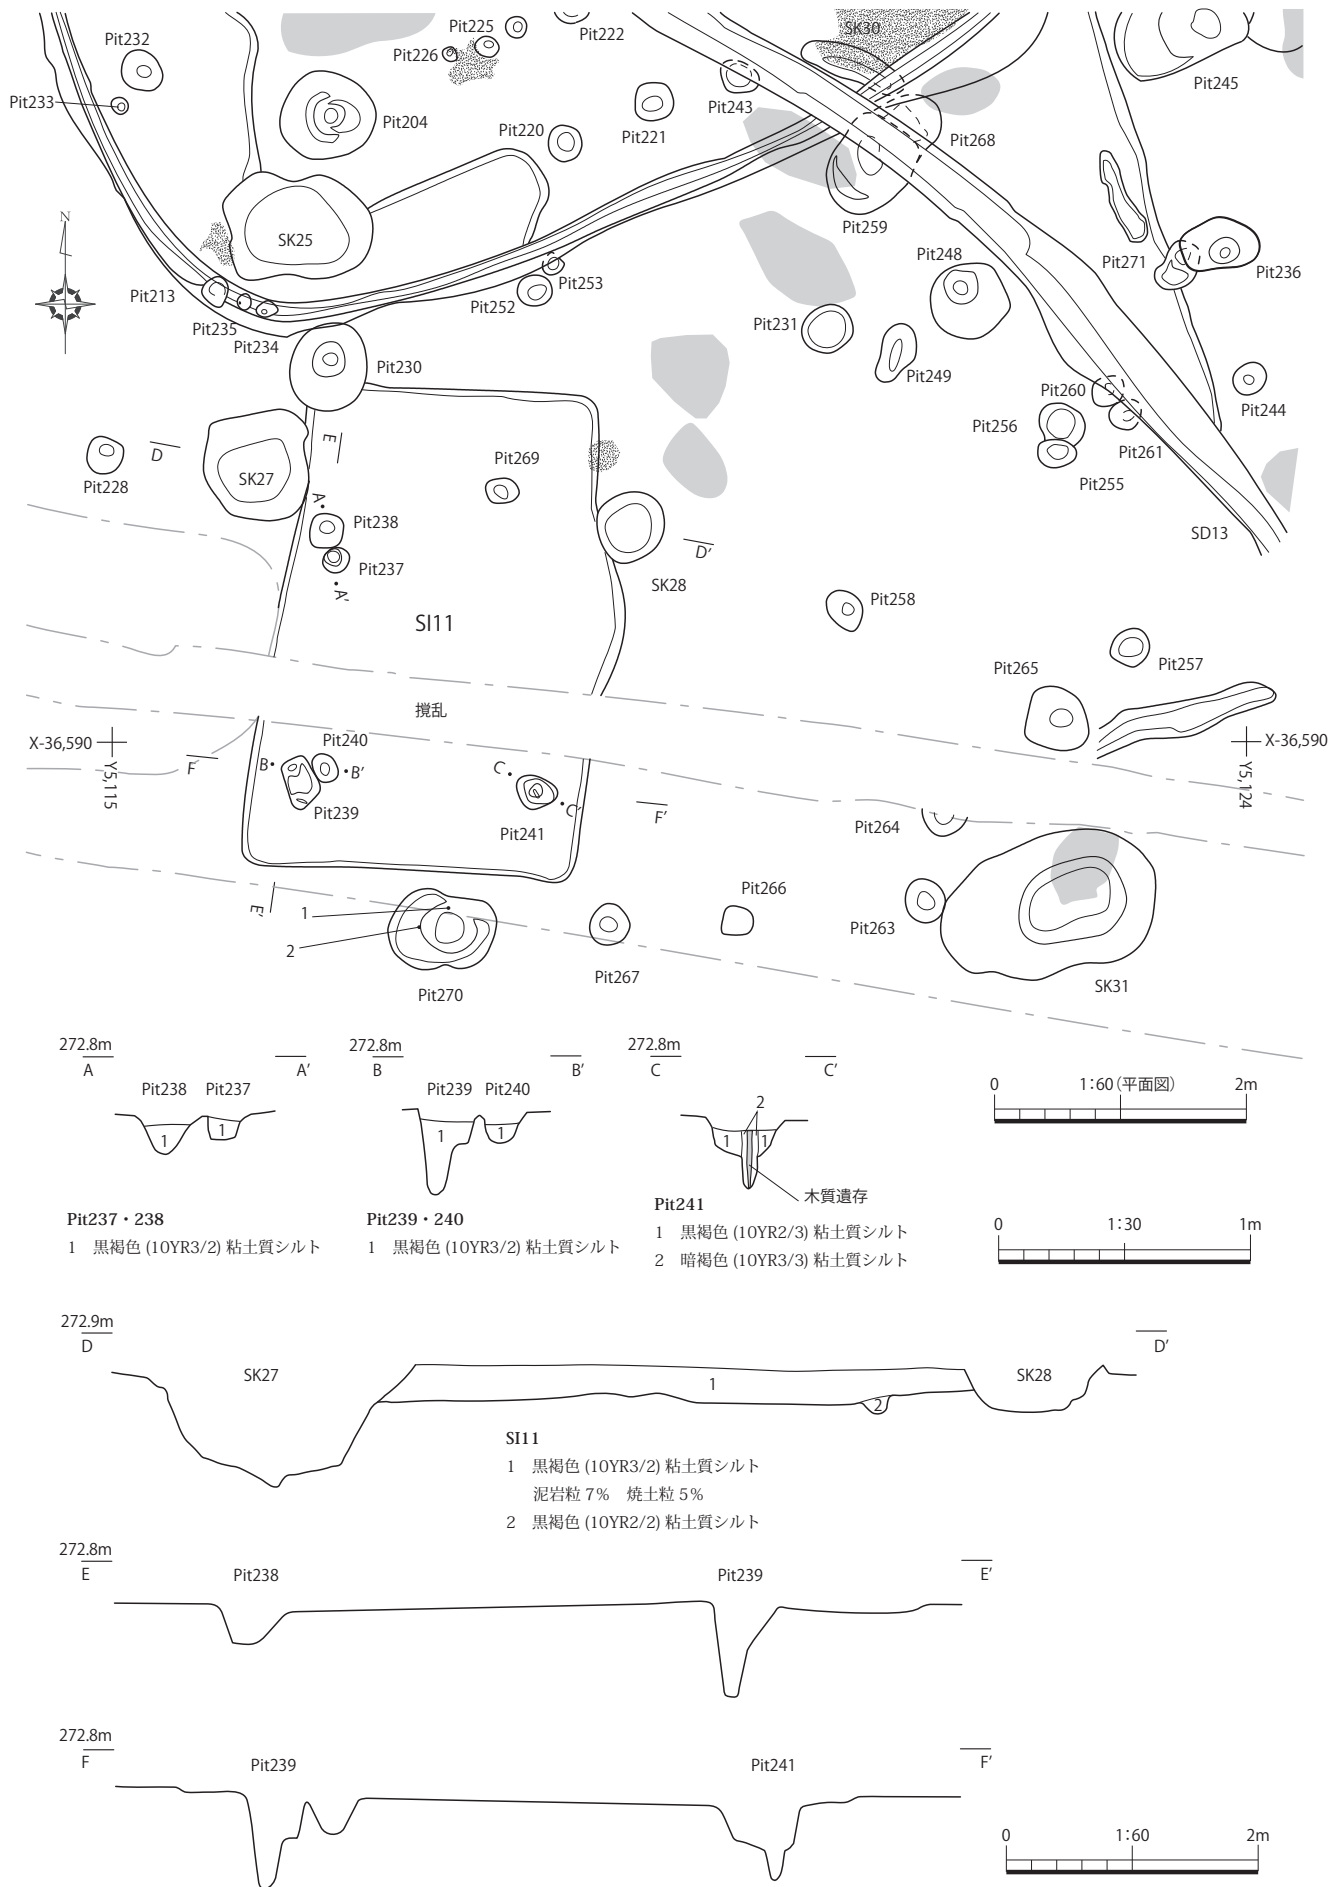 Pit232
Pit225
Pit222
Pit226
SK30
Pit245
Pit233
Pit204
Pit243
Pit220
Pit221
Pit268
SK25
Pit259
N
Pit248
Pit271
Pit236
Pit213
Pit253
Pit252
Pit235
Pit234
Pit231
Pit249
Pit230
Pit260
Pit244
Pit256
Pit261
Pit255
E
D
Pit228
SK27
Pit269
A
Pit238
Pit237
A′
D′
SK28
SD13
SI11
Pit258
Pit257
Pit265
撹乱
X-36,590
Y5,115
X-36,590
Y5,124
F
B
Pit240
B′
Pit239
C
C′
Pit241
F′
Pit264
E′
1
2
Pit270
Pit267
Pit266
Pit263
SK31
272.8m
A A′
Pit238 Pit237
1 1
Pit237・238
1 黒褐色 (10YR3/2) 粘土質シルト
272.8m
B B′
Pit239 Pit240
1 1
Pit239・240
1 黒褐色 (10YR3/2) 粘土質シルト
272.8m
C C′
2
1 1
木質遺存
Pit241
1 黒褐色 (10YR2/3) 粘土質シルト
2 暗褐色 (10YR3/3) 粘土質シルト
0 1:60(平面図) 2m
0 1:30 1m
272.9m
D D′
SK27 SK28
1
2
SI11
1 黒褐色 (10YR3/2) 粘土質シルト
泥岩粒 7% 焼土粒 5%
2 黒褐色 (10YR2/2) 粘土質シルト
272.8m
E E′
Pit238 Pit239
272.8m
F F′
Pit239 Pit241
0 1:60 2m